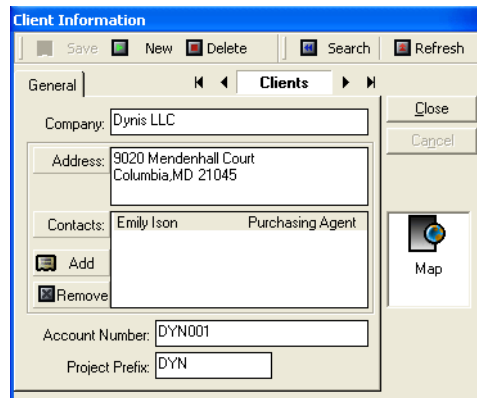 Client Information
Save New Delete Search Refresh
General Clients
Close
Company: Dynis LLC
Cancel
Address: 9020 Mendenhall Court
Columbia,MD 21045
Contacts: Emily Ison Purchasing Agent
Add
Map
Remove
Account Number: DYN001
Project Prefix: DYN